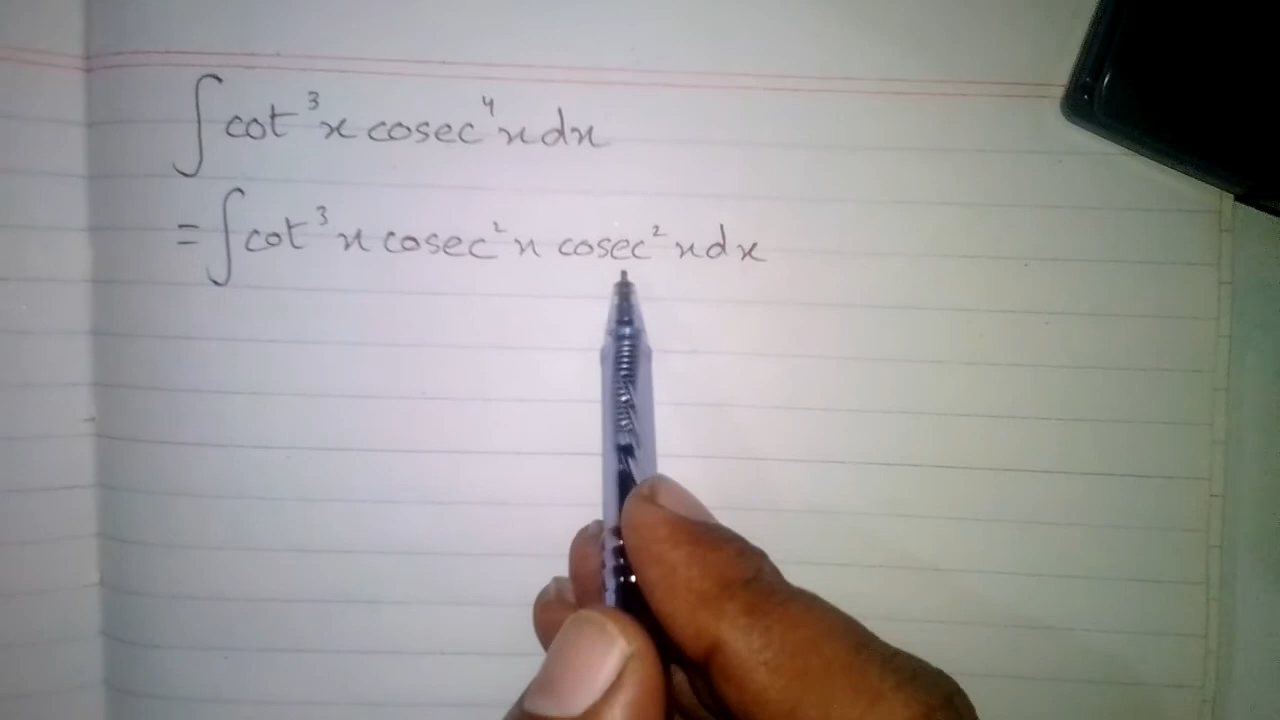 ∫cot³x cosec⁴x dx
=∫cot³x cosec²x cosec²x dx